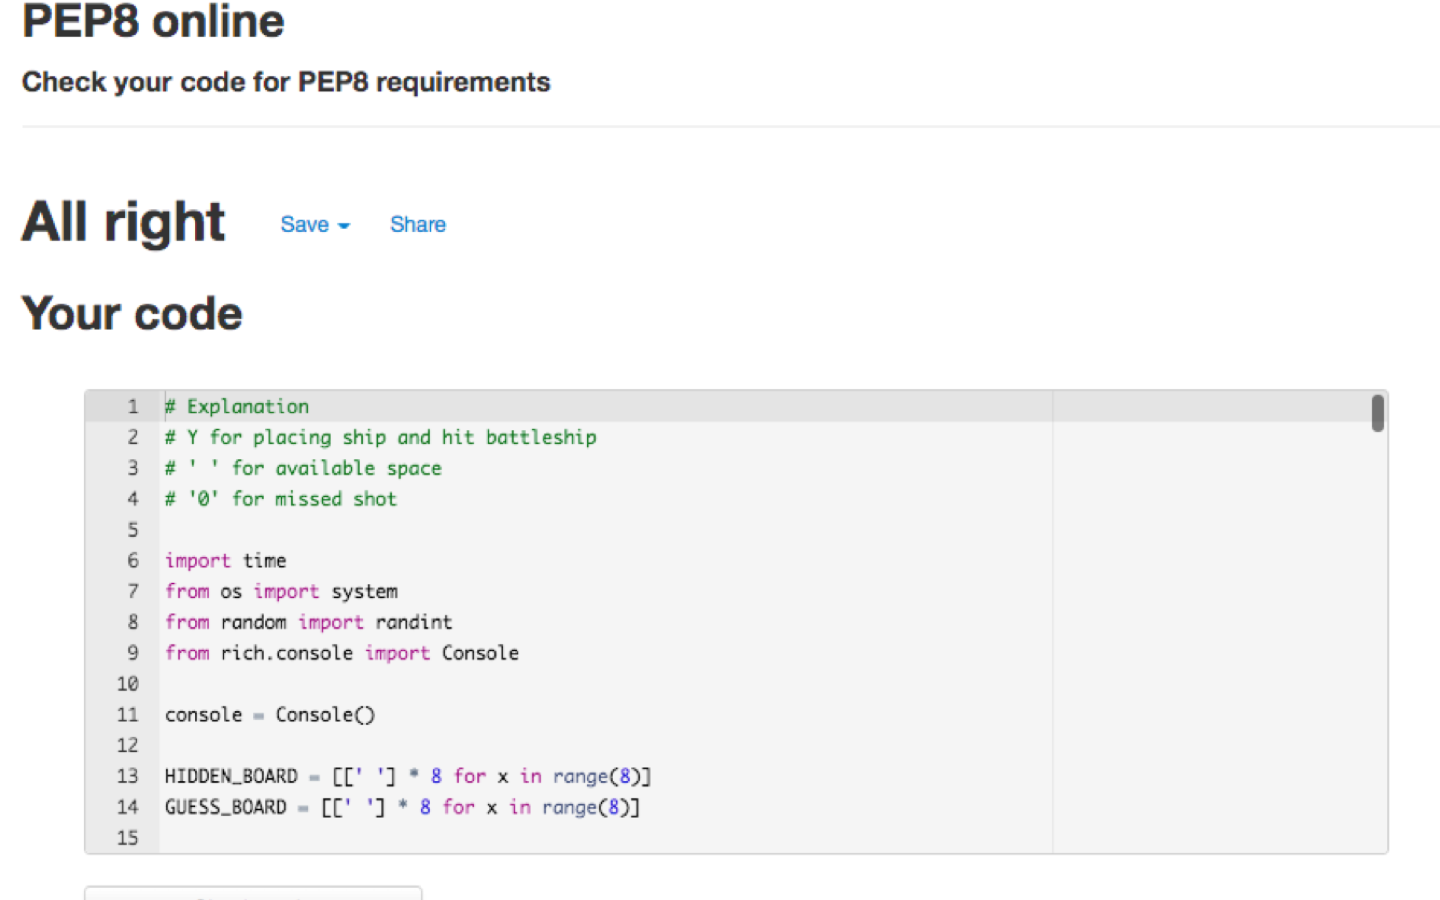 PEP8 online
Check your code for PEP8 requirements
All right Save Share
Your code
1 # Explanation
2 # Y for placing ship and hit battleship
3 # ' ' for available space
4 # '0' for missed shot
5
6 import time
7 from os import system
8 from random import randint
9 from rich.console import Console
10
11 console = Console()
12
13 HIDDEN_BOARD = [[' '] * 8 for x in range(8)]
14 GUESS_BOARD = [[' '] * 8 for x in range(8)]
15